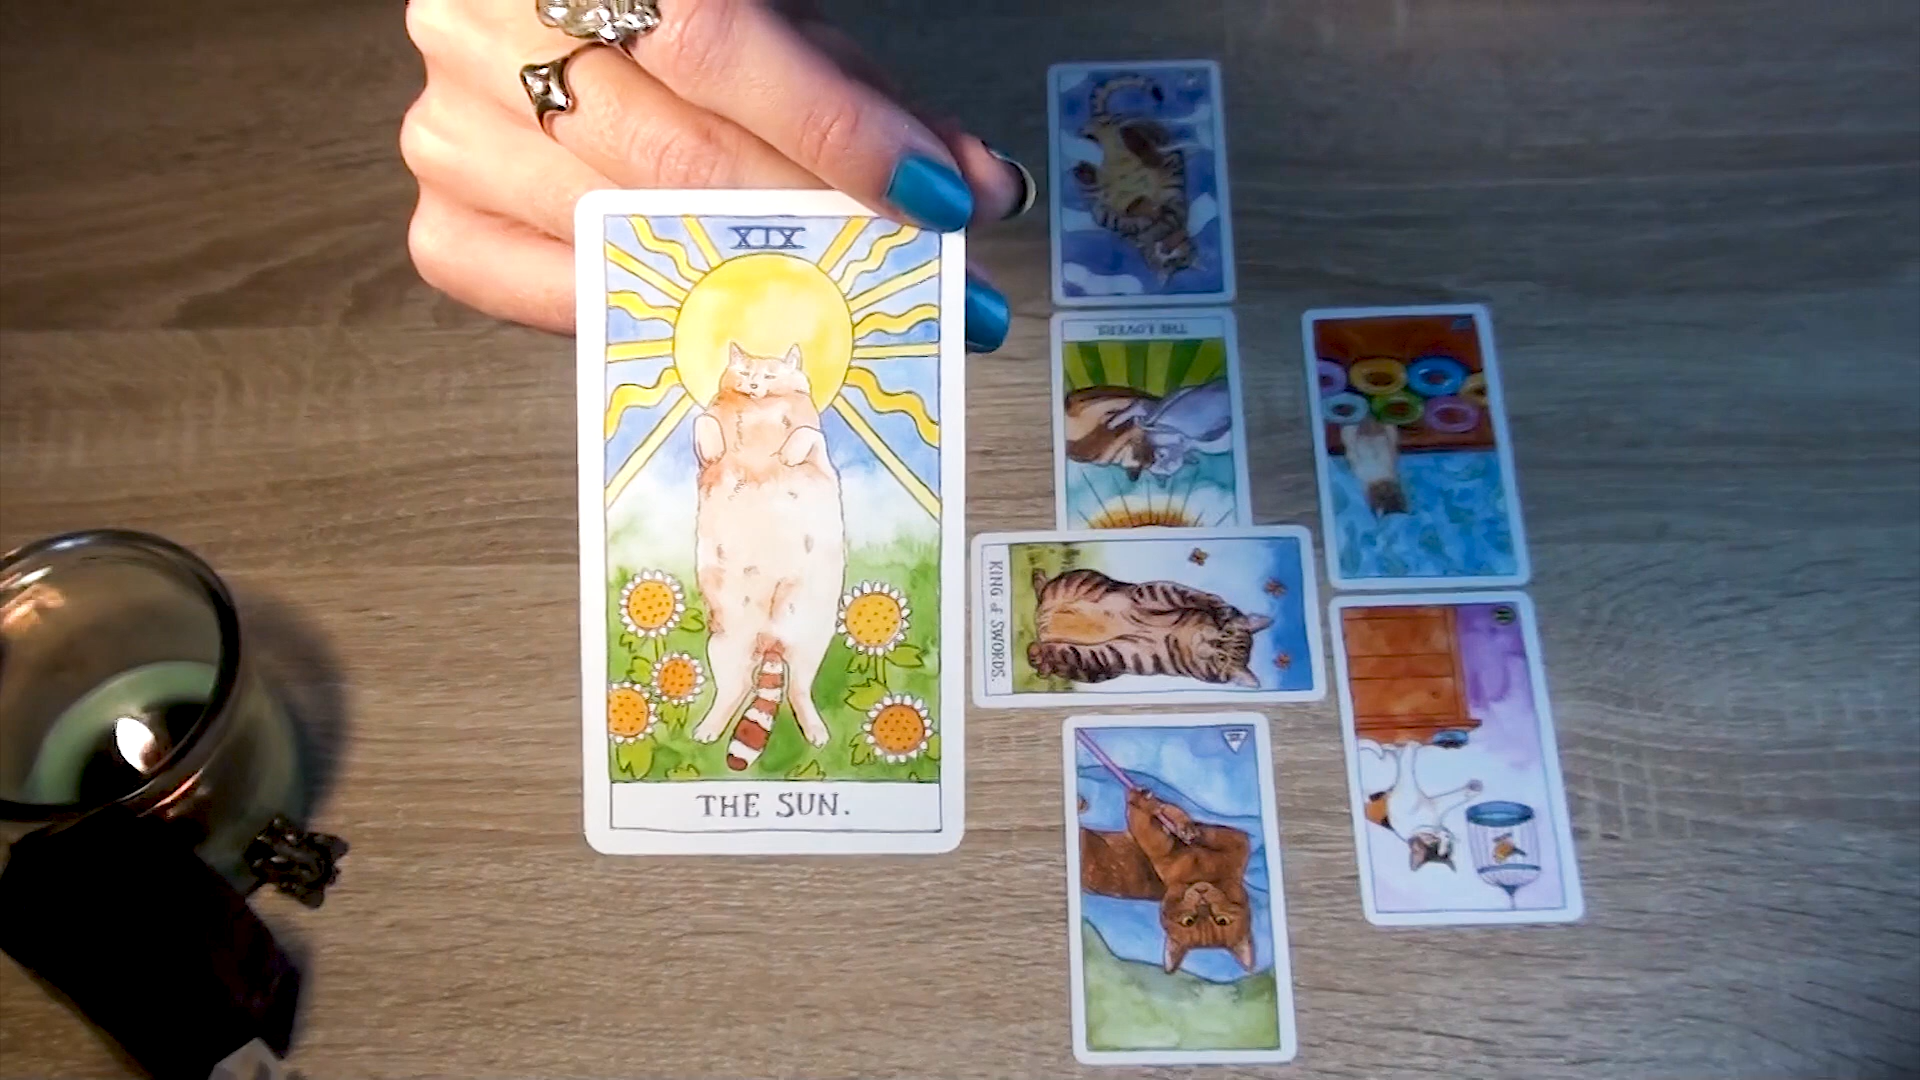 XIX
THE SUN.
THE LOVERS.
KING of SWORDS.